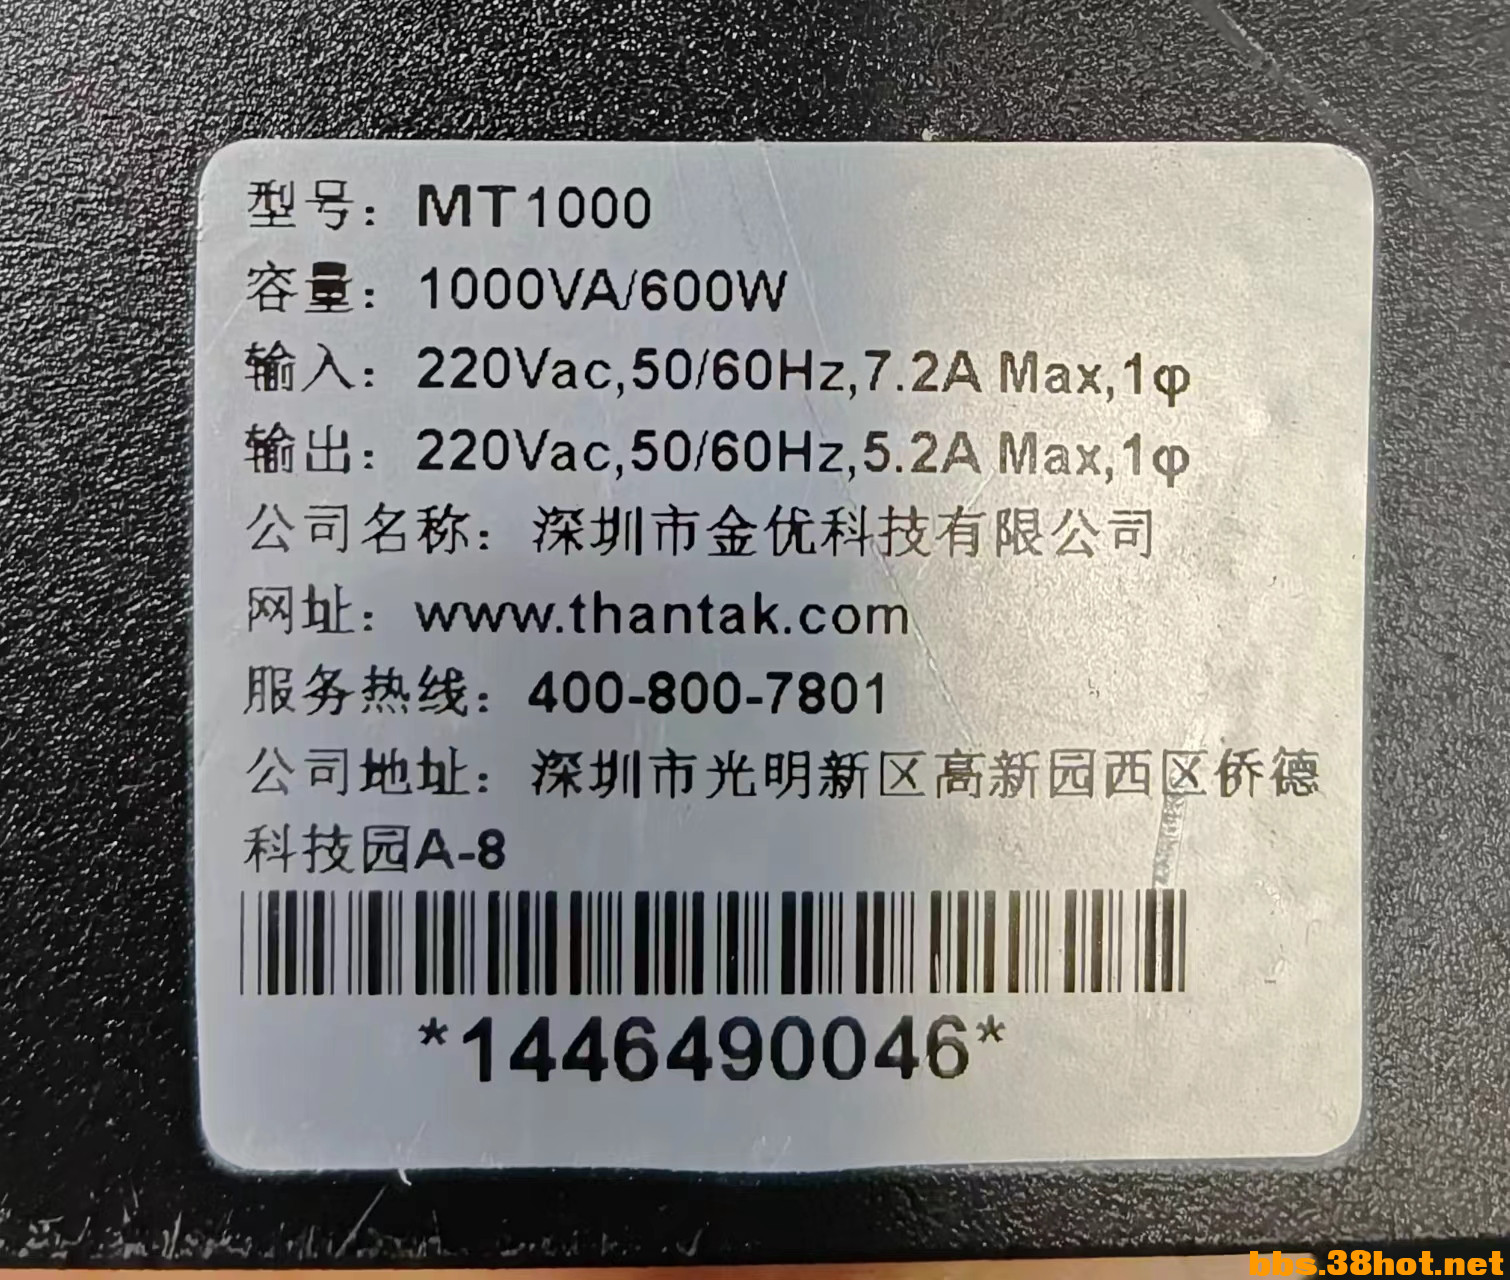 型号：MT1000
容量：1000VA/600W
输入：220Vac,50/60Hz,7.2A Max,1φ
输出：220Vac,50/60Hz,5.2A Max,1φ
公司名称：深圳市金优科技有限公司
网址：www.thantak.com
服务热线：400-800-7801
公司地址：深圳市光明新区高新园西区侨德
科技园A-8
*1446490046*
bbs.38hot.net